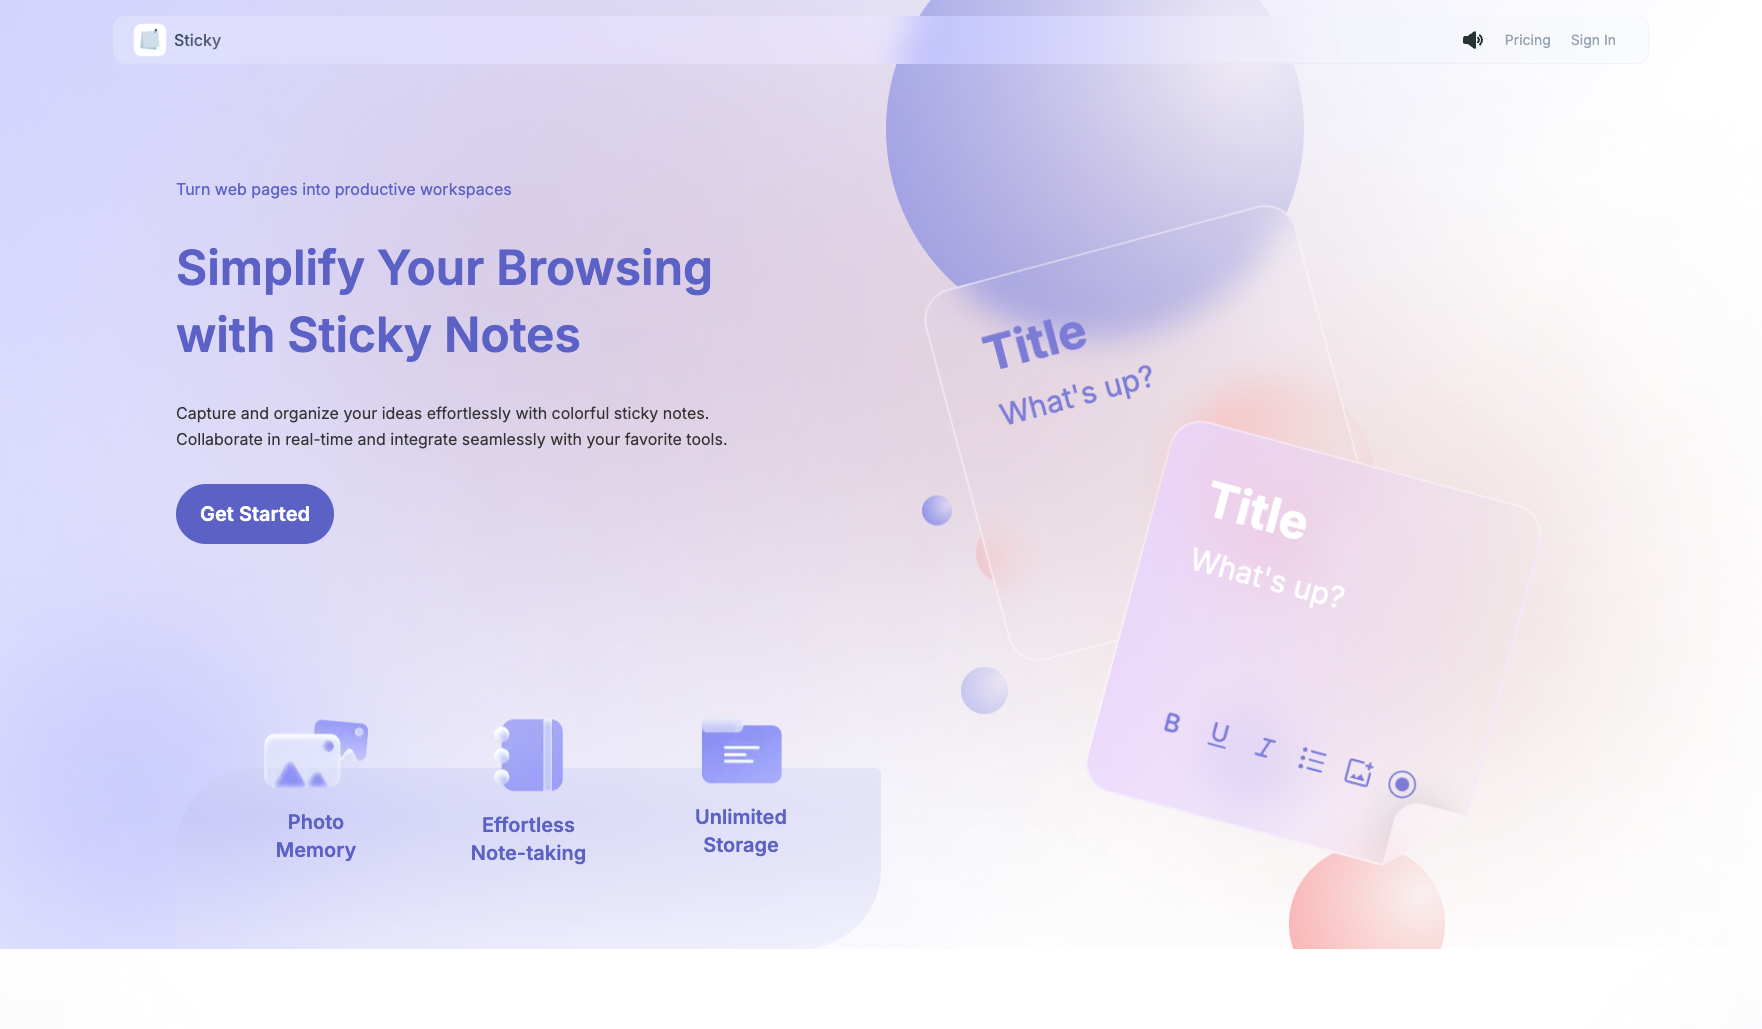 Sticky
Pricing
Sign In
Turn web pages into productive workspaces
Simplify Your Browsing
with Sticky Notes
Capture and organize your ideas effortlessly with colorful sticky notes.
Collaborate in real-time and integrate seamlessly with your favorite tools.
Get Started
Photo
Memory
Effortless
Note-taking
Unlimited
Storage
Title
What's up?
Title
What's up?
B U I